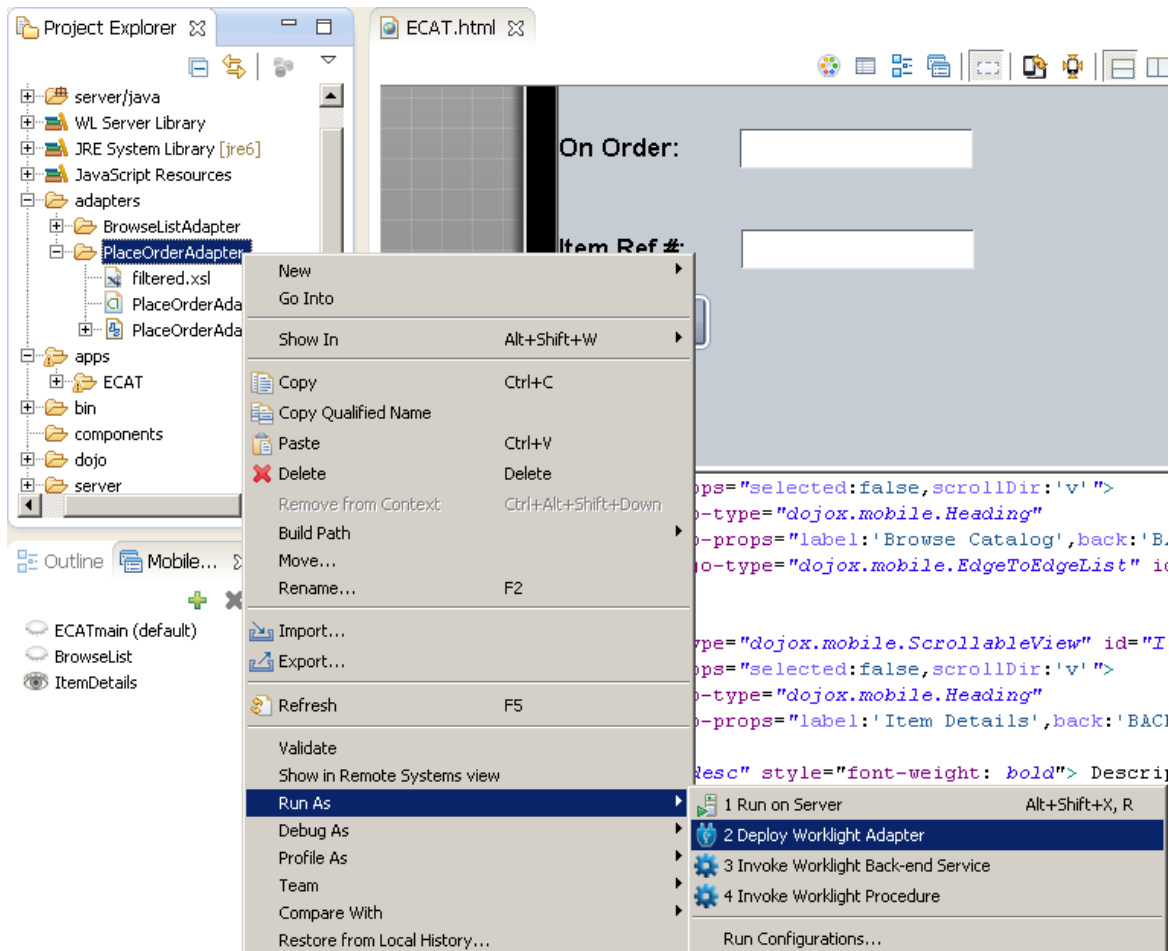 Project Explorer
ECAT.html
server/java
WL Server Library
JRE System Library [jre6]
JavaScript Resources
adapters
BrowseListAdapter
PlaceOrderAdapter
filtered.xsl
PlaceOrderAda
PlaceOrderAda
apps
ECAT
bin
components
dojo
server
On Order:
Item Ref #:
Outline
Mobile...
ECATmain (default)
BrowseList
ItemDetails
New
Go Into
Show In Alt+Shift+W
Copy Ctrl+C
Copy Qualified Name
Paste Ctrl+V
Delete Delete
Remove from Context Ctrl+Alt+Shift+Down
Build Path
Move...
Rename... F2
Import...
Export...
Refresh F5
Validate
Show in Remote Systems view
Run As
Debug As
Profile As
Team
Compare With
Restore from Local History...
1 Run on Server Alt+Shift+X, R
2 Deploy Worklight Adapter
3 Invoke Worklight Back-end Service
4 Invoke Worklight Procedure
Run Configurations...
ops="selected:false,scrollDir:'v'">
o-type="dojox.mobile.Heading"
o-props="label:'Browse Catalog',back:'BA
jo-type="dojox.mobile.EdgeToEdgeList" id
ype="dojox.mobile.ScrollableView" id="I
ops="selected:false,scrollDir:'v'">
o-type="dojox.mobile.Heading"
o-props="label:'Item Details',back:'BACK
desc" style="font-weight: bold"> Descrip